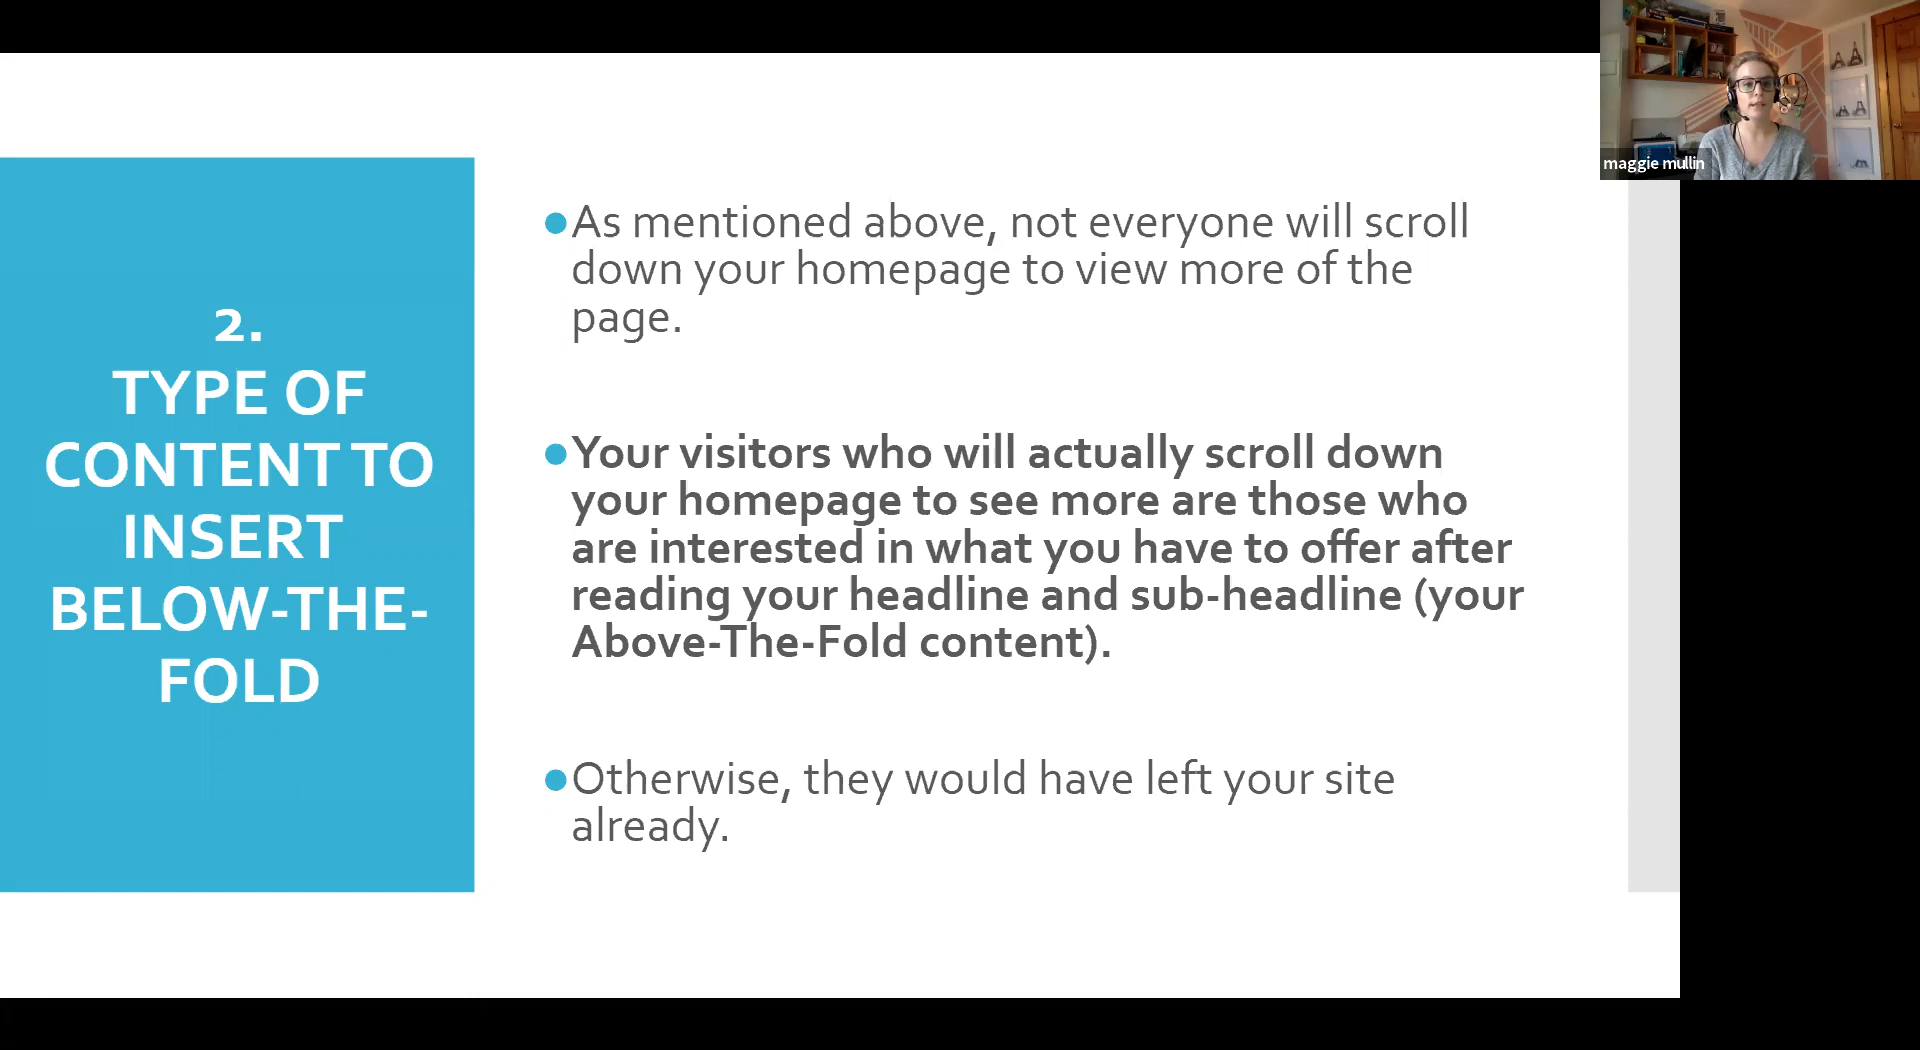 2.
TYPE OF
CONTENT TO
INSERT
BELOW-THE-
FOLD
As mentioned above, not everyone will scroll
down your homepage to view more of the
page.
Your visitors who will actually scroll down
your homepage to see more are those who
are interested in what you have to offer after
reading your headline and sub-headline (your
Above-The-Fold content).
Otherwise, they would have left your site
already.
maggie mullin